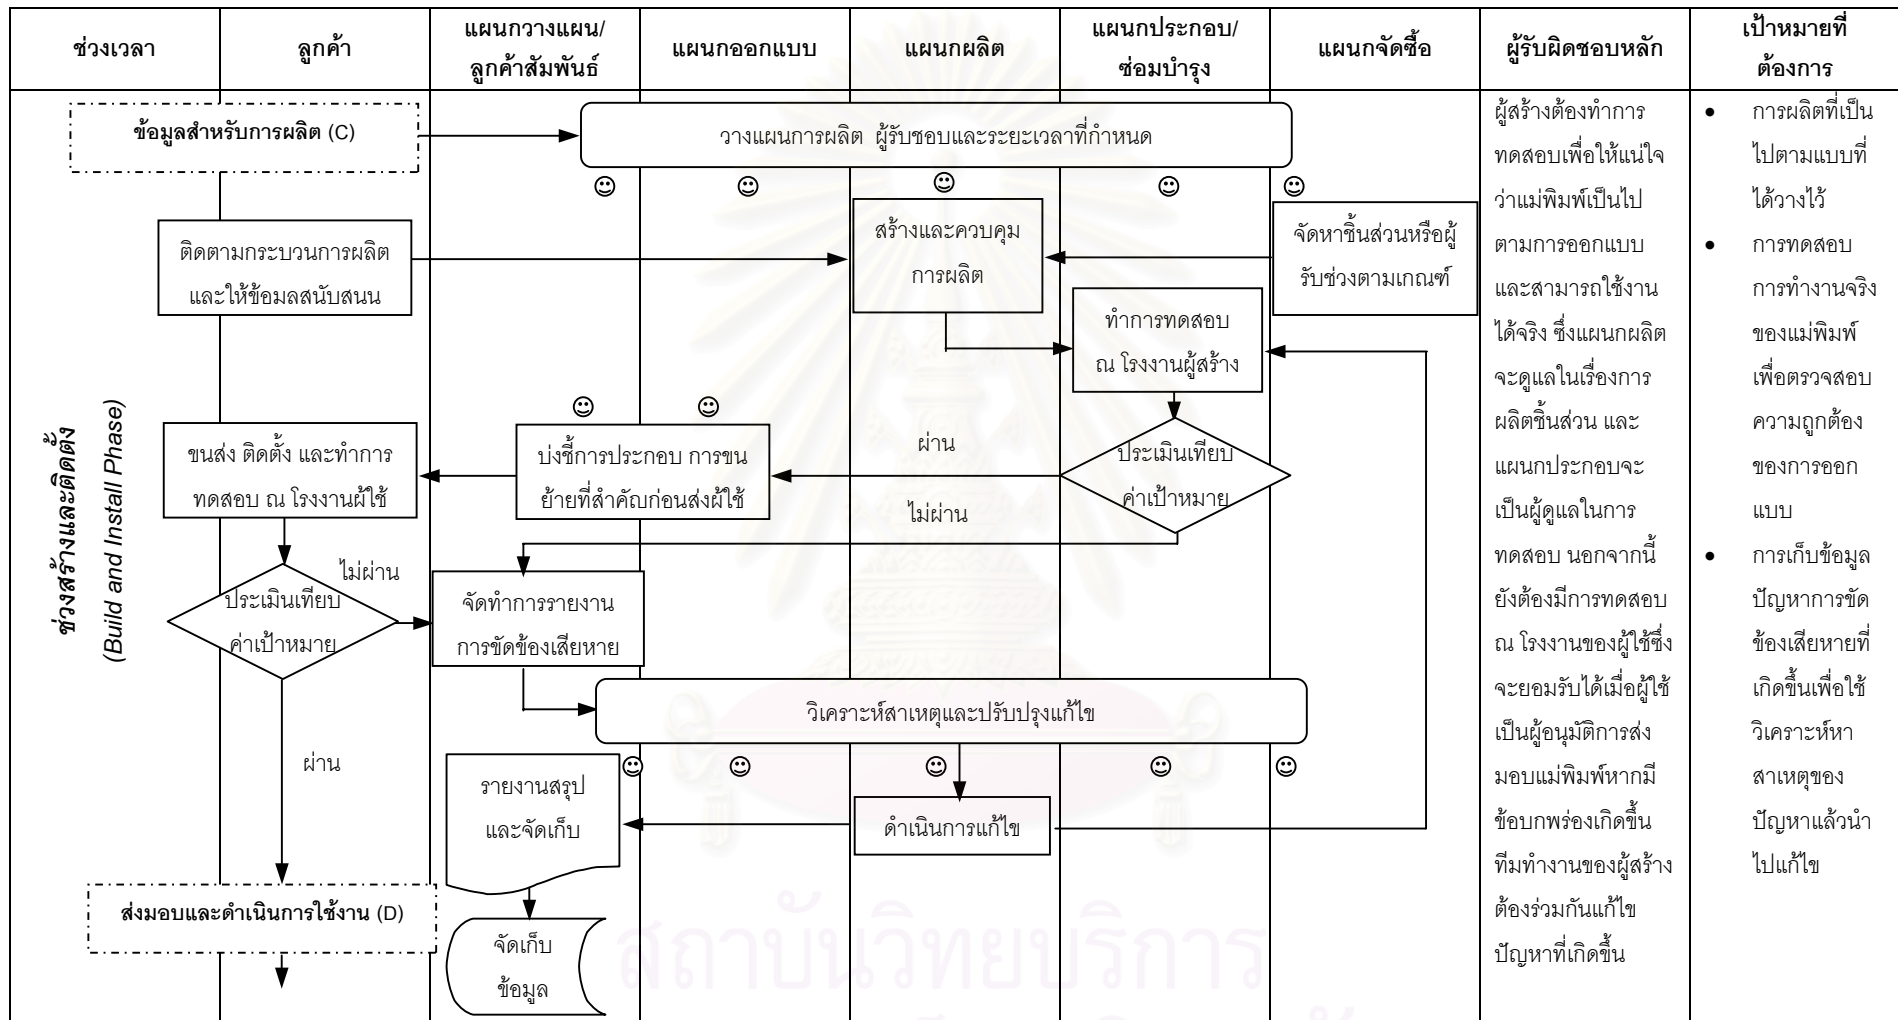 ช่วงเวลา
ลูกค้า
แผนกวางแผน/
ลูกค้าสัมพันธ์
แผนกออกแบบ
แผนกผลิต
แผนกประกอบ/
ซ่อมบำรุง
แผนกจัดซื้อ
ผู้รับผิดชอบหลัก
เป้าหมายที่
ต้องการ
ช่วงสร้างและติดตั้ง
(Build and Install Phase)
ข้อมูลสำหรับการผลิต (C)
วางแผนการผลิต ผู้รับชอบและระยะเวลาที่กำหนด
ติดตามกระบวนการผลิต
และให้ข้อมลสนับสนน
สร้างและควบคุม
การผลิต
จัดหาชิ้นส่วนหรือผู้
รับช่วงตามเกณฑ์
ทำการทดสอบ
ณ โรงงานผู้สร้าง
ขนส่ง ติดตั้ง และทำการ
ทดสอบ ณ โรงงานผู้ใช้
บ่งชี้การประกอบ การขน
ย้ายที่สำคัญก่อนส่งผู้ใช้
ผ่าน
ประเมินเทียบ
ค่าเป้าหมาย
ไม่ผ่าน
ไม่ผ่าน
ประเมินเทียบ
ค่าเป้าหมาย
จัดทำการรายงาน
การขัดข้องเสียหาย
วิเคราะห์สาเหตุและปรับปรุงแก้ไข
ผ่าน
รายงานสรุป
และจัดเก็บ
ดำเนินการแก้ไข
ส่งมอบและดำเนินการใช้งาน (D)
จัดเก็บ
ข้อมูล
ผู้สร้างต้องทำการ
ทดสอบเพื่อให้แน่ใจ
ว่าแม่พิมพ์เป็นไป
ตามการออกแบบ
และสามารถใช้งาน
ได้จริง ซึ่งแผนกผลิต
จะดูแลในเรื่องการ
ผลิตชิ้นส่วน และ
แผนกประกอบจะ
เป็นผู้ดูแลในการ
ทดสอบ นอกจากนี้
ยังต้องมีการทดสอบ
ณ โรงงานของผู้ใช้ซึ่ง
จะยอมรับได้เมื่อผู้ใช้
เป็นผู้อนุมัติการส่ง
มอบแม่พิมพ์หากมี
ข้อบกพร่องเกิดขึ้น
ทีมทำงานของผู้สร้าง
ต้องร่วมกันแก้ไข
ปัญหาที่เกิดขึ้น
• การผลิตที่เป็น
ไปตามแบบที่
ได้วางไว้
• การทดสอบ
การทำงานจริง
ของแม่พิมพ์
เพื่อตรวจสอบ
ความถูกต้อง
ของการออก
แบบ
• การเก็บข้อมูล
ปัญหาการขัด
ข้องเสียหายที่
เกิดขึ้นเพื่อใช้
วิเคราะห์หา
สาเหตุของ
ปัญหาแล้วนำ
ไปแก้ไข
สถาบันวิทยบริการ